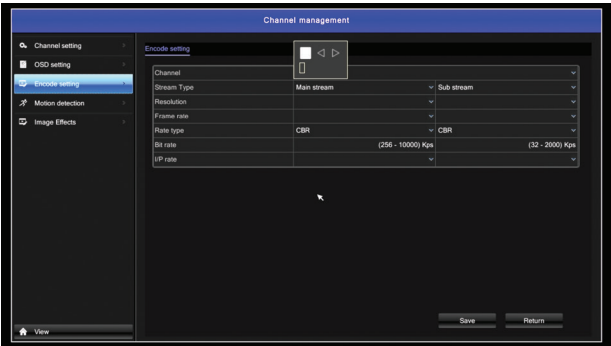 Channel management
Channel setting
OSD setting
Encode setting
Motion detection
Image Effects
View
Encode setting
Channel
Stream Type Main stream Sub stream
Resolution
Frame rate
Rate type CBR CBR
Bit rate (256 - 10000) Kps (32 - 2000) Kps
I/P rate
Save Return